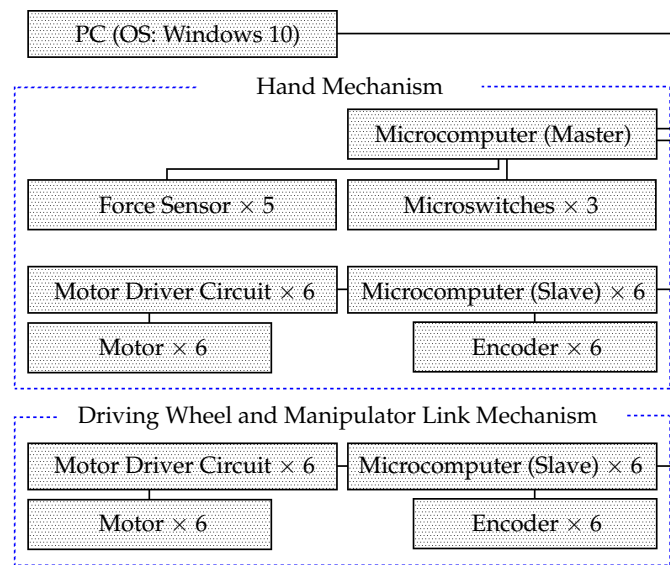 PC (OS: Windows 10)
Hand Mechanism
Microcomputer (Master)
Force Sensor × 5
Microswitches × 3
Motor Driver Circuit × 6
Microcomputer (Slave) × 6
Motor × 6
Encoder × 6
Driving Wheel and Manipulator Link Mechanism
Motor Driver Circuit × 6
Microcomputer (Slave) × 6
Motor × 6
Encoder × 6